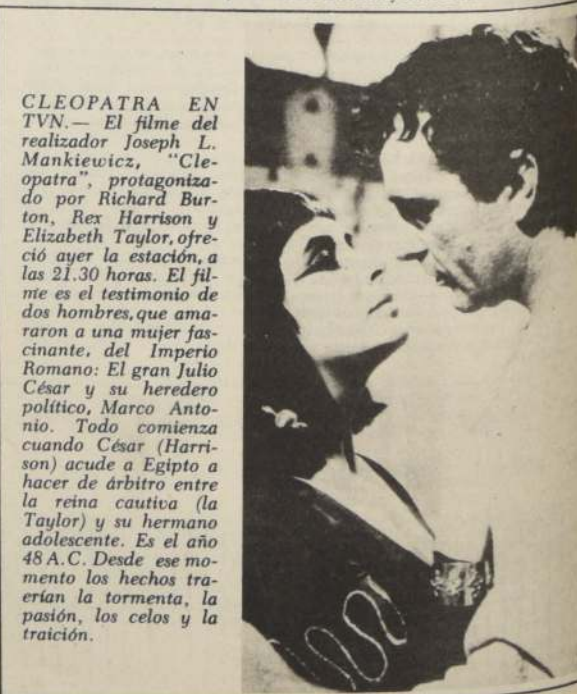 CLEOPATRA EN
TVN.— El filme del
realizador Joseph L.
Mankiewicz, "Cle-
opatra", protagoniza-
do por Richard Bur-
ton, Rex Harrison y
Elizabeth Taylor, ofre-
ció ayer la estación, a
las 21.30 horas. El fil-
me es el testimonio de
dos hombres, que ama-
raron a una mujer fas-
cinante, del Imperio
Romano: El gran Julio
César y su heredero
político, Marco Anto-
nio. Todo comienza
cuando César (Harri-
son) acude a Egipto a
hacer de árbitro entre
la reina cautiva (la
Taylor) y su hermano
adolescente. Es el año
48 A.C. Desde ese mo-
mento los hechos tra-
erían la tormenta, la
pasión, los celos y la
traición.